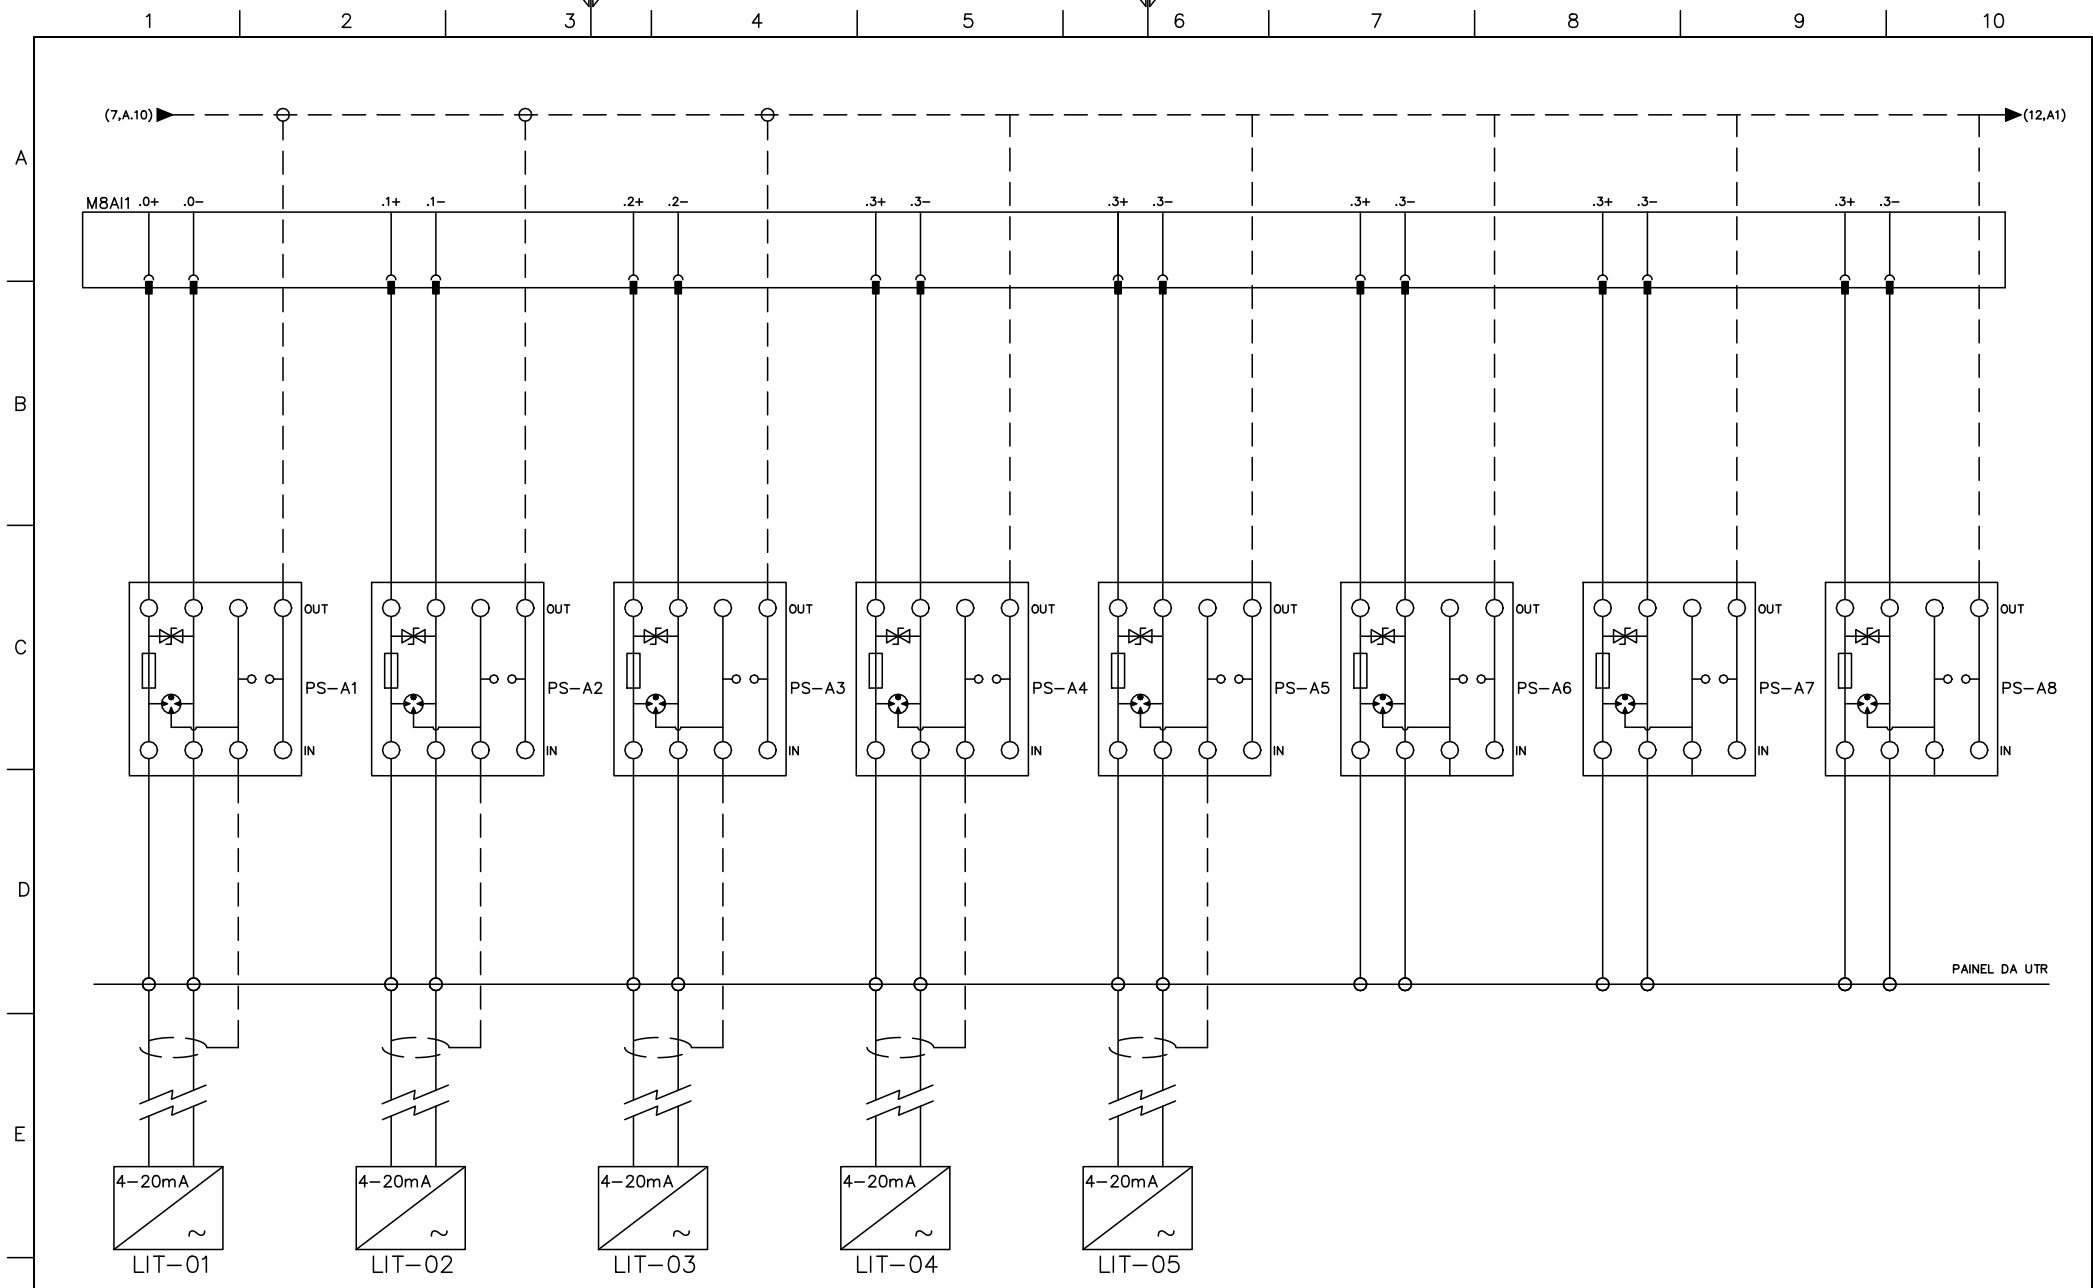 1 2 3 4 5 6 7 8 9 10
(7,A.10) (12,A1)
A
M8AI1 .0+ .0- .1+ .1- .2+ .2- .3+ .3- .3+ .3- .3+ .3- .3+ .3- .3+ .3-
B
OUT OUT OUT OUT OUT OUT OUT OUT
C
PS-A1 PS-A2 PS-A3 PS-A4 PS-A5 PS-A6 PS-A7 PS-A8
IN IN IN IN IN IN IN IN
D
PAINEL DA UTR
E
4-20mA 4-20mA 4-20mA 4-20mA 4-20mA
~ ~ ~ ~ ~
LIT-01 LIT-02 LIT-03 LIT-04 LIT-05